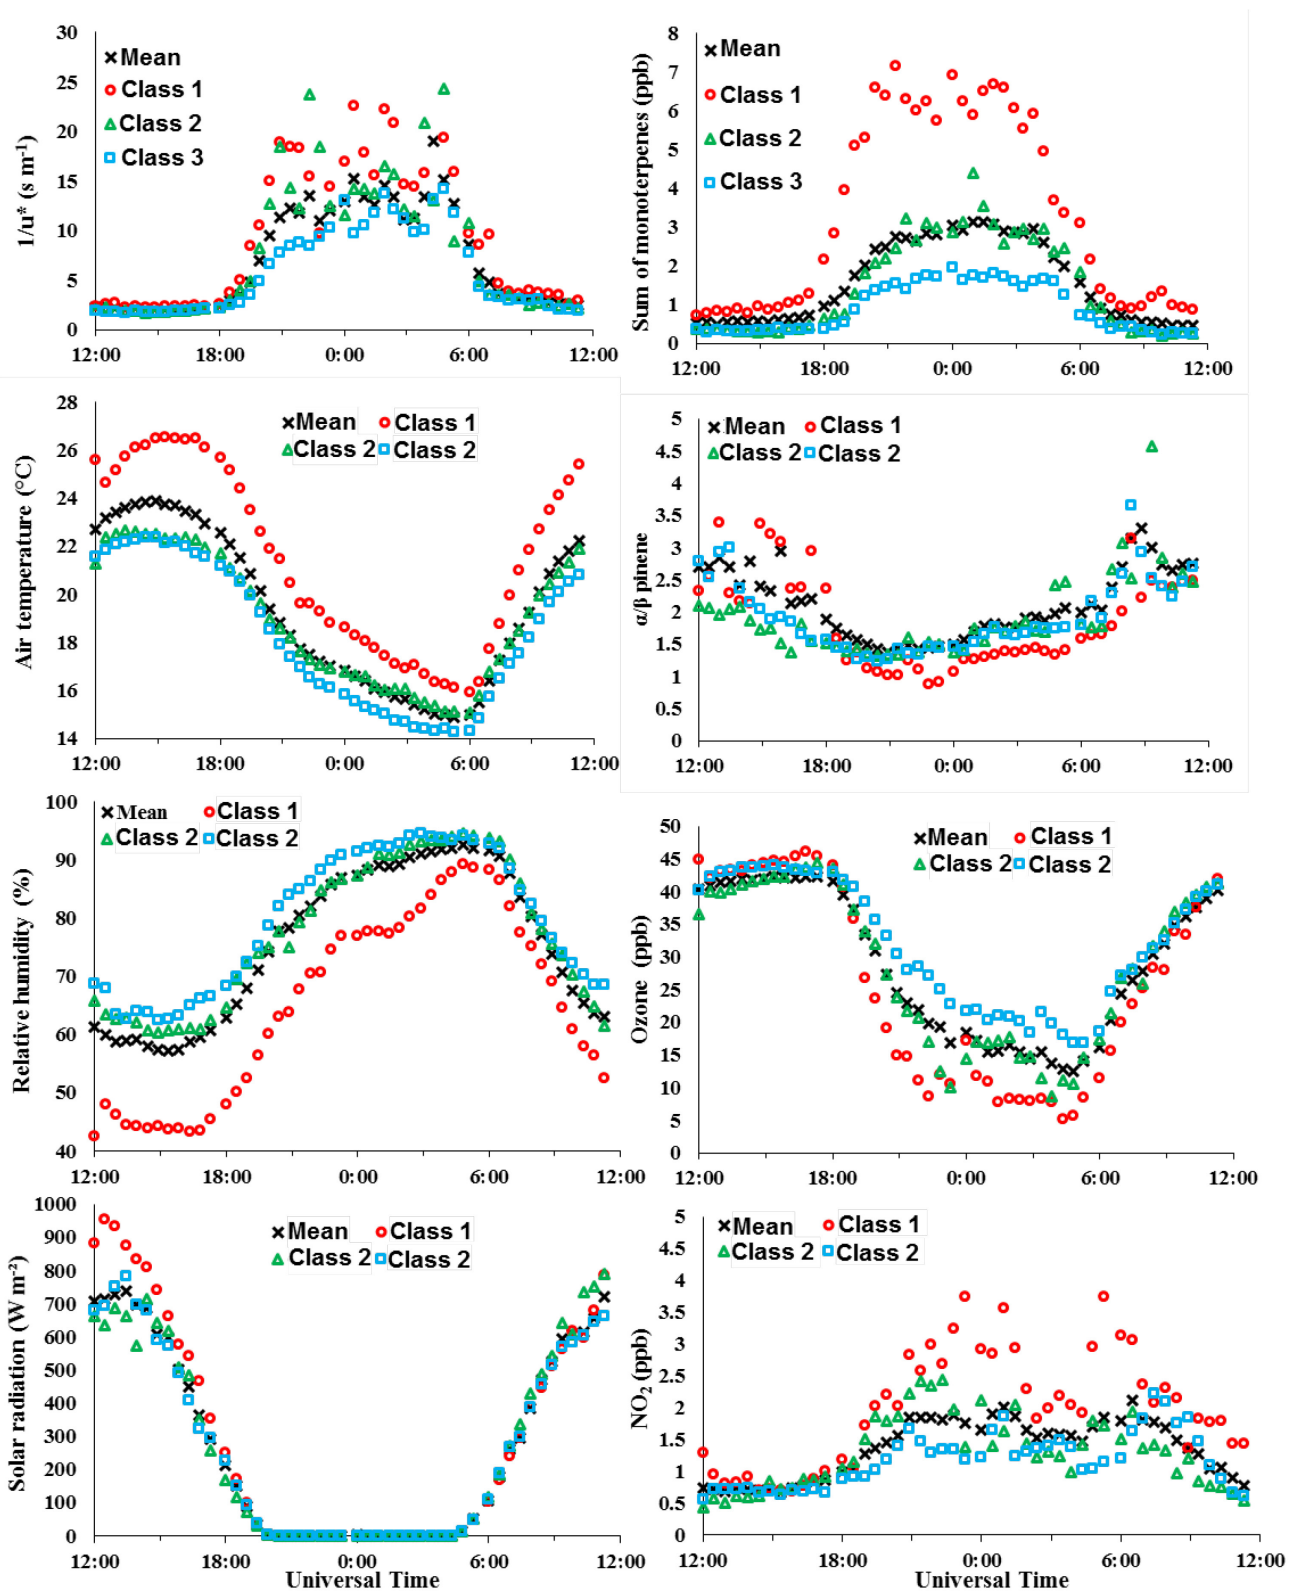 1/u* (s m-1)
30
25
20
15
10
5
0
Mean
Class 1
Class 2
Class 3
12:00 18:00 0:00 6:00 12:00
Sum of monoterpenes (ppb)
8
7
6
5
4
3
2
1
0
Mean
Class 1
Class 2
Class 3
12:00 18:00 0:00 6:00 12:00
Air temperature (°C)
28
26
24
22
20
18
16
14
Mean Class 1
Class 2 Class 2
12:00 18:00 0:00 6:00 12:00
α/β pinene
5
4.5
4
3.5
3
2.5
2
1.5
1
0.5
0
Mean Class 1
Class 2 Class 2
12:00 18:00 0:00 6:00 12:00
Relative humidity (%)
100
90
80
70
60
50
40
Mean Class 1
Class 2 Class 2
12:00 18:00 0:00 6:00 12:00
Ozone (ppb)
50
45
40
35
30
25
20
15
10
5
0
Mean Class 1
Class 2 Class 2
12:00 18:00 0:00 6:00 12:00
Solar radiation (W m-2)
1000
900
800
700
600
500
400
300
200
100
0
Mean Class 1
Class 2 Class 2
12:00 18:00 0:00 6:00 12:00
Universal Time
NO2 (ppb)
5
4.5
4
3.5
3
2.5
2
1.5
1
0.5
0
Mean Class 1
Class 2 Class 2
12:00 18:00 0:00 6:00 12:00
Universal Time